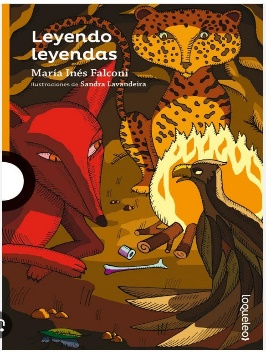 Leyendo
leyendas
María Inés Falconi
ilustraciones de Sandra Lavandeira
loqueleo